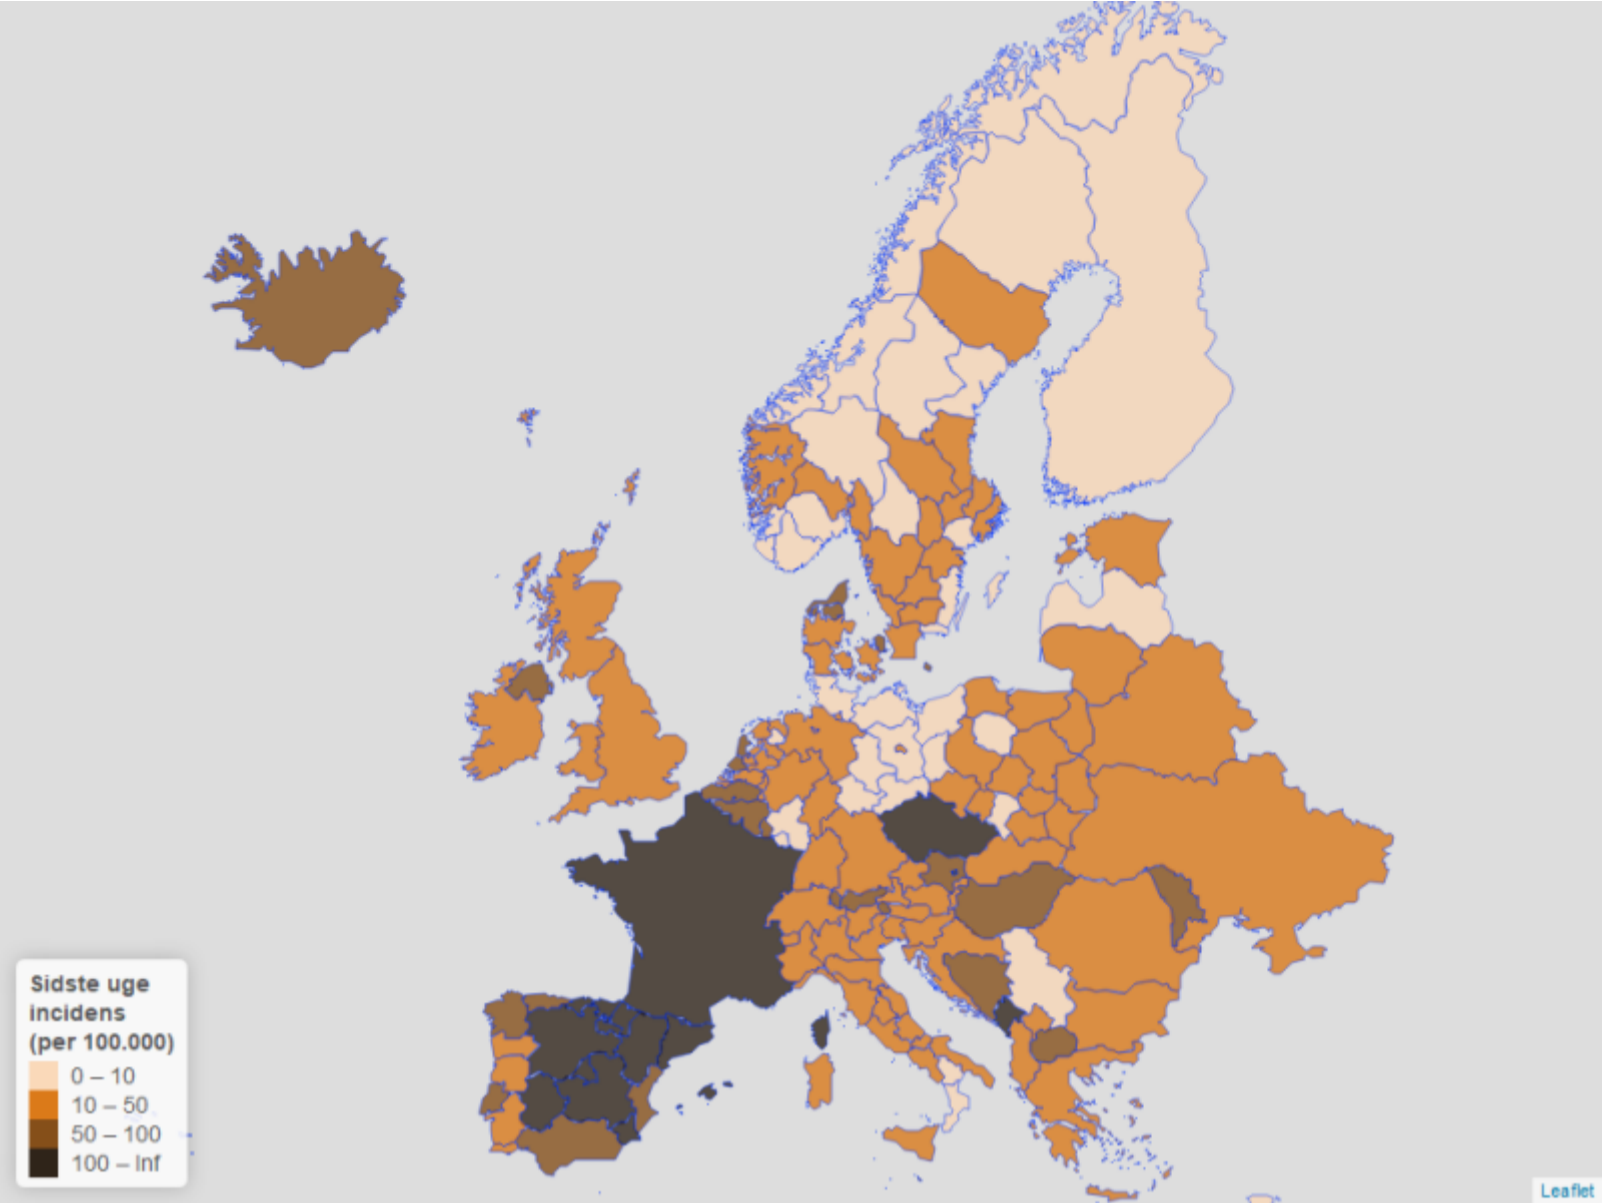 Sidste uge
incidens
(per 100.000)
0 – 10
10 – 50
50 – 100
100 – Inf
Leaflet